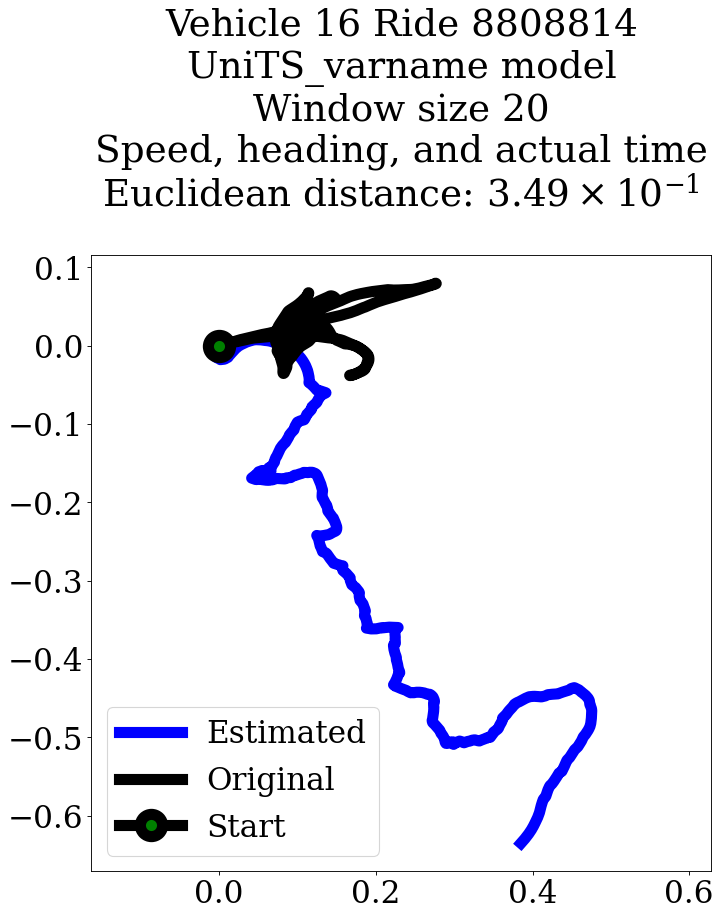 Vehicle 16 Ride 8808814
UniTS_varname model
Window size 20
Speed, heading, and actual time
Euclidean distance: 3.49 × 10⁻¹
0.1
0.0
−0.1
−0.2
−0.3
−0.4
−0.5
−0.6
Estimated
Original
Start
0.0 0.2 0.4 0.6